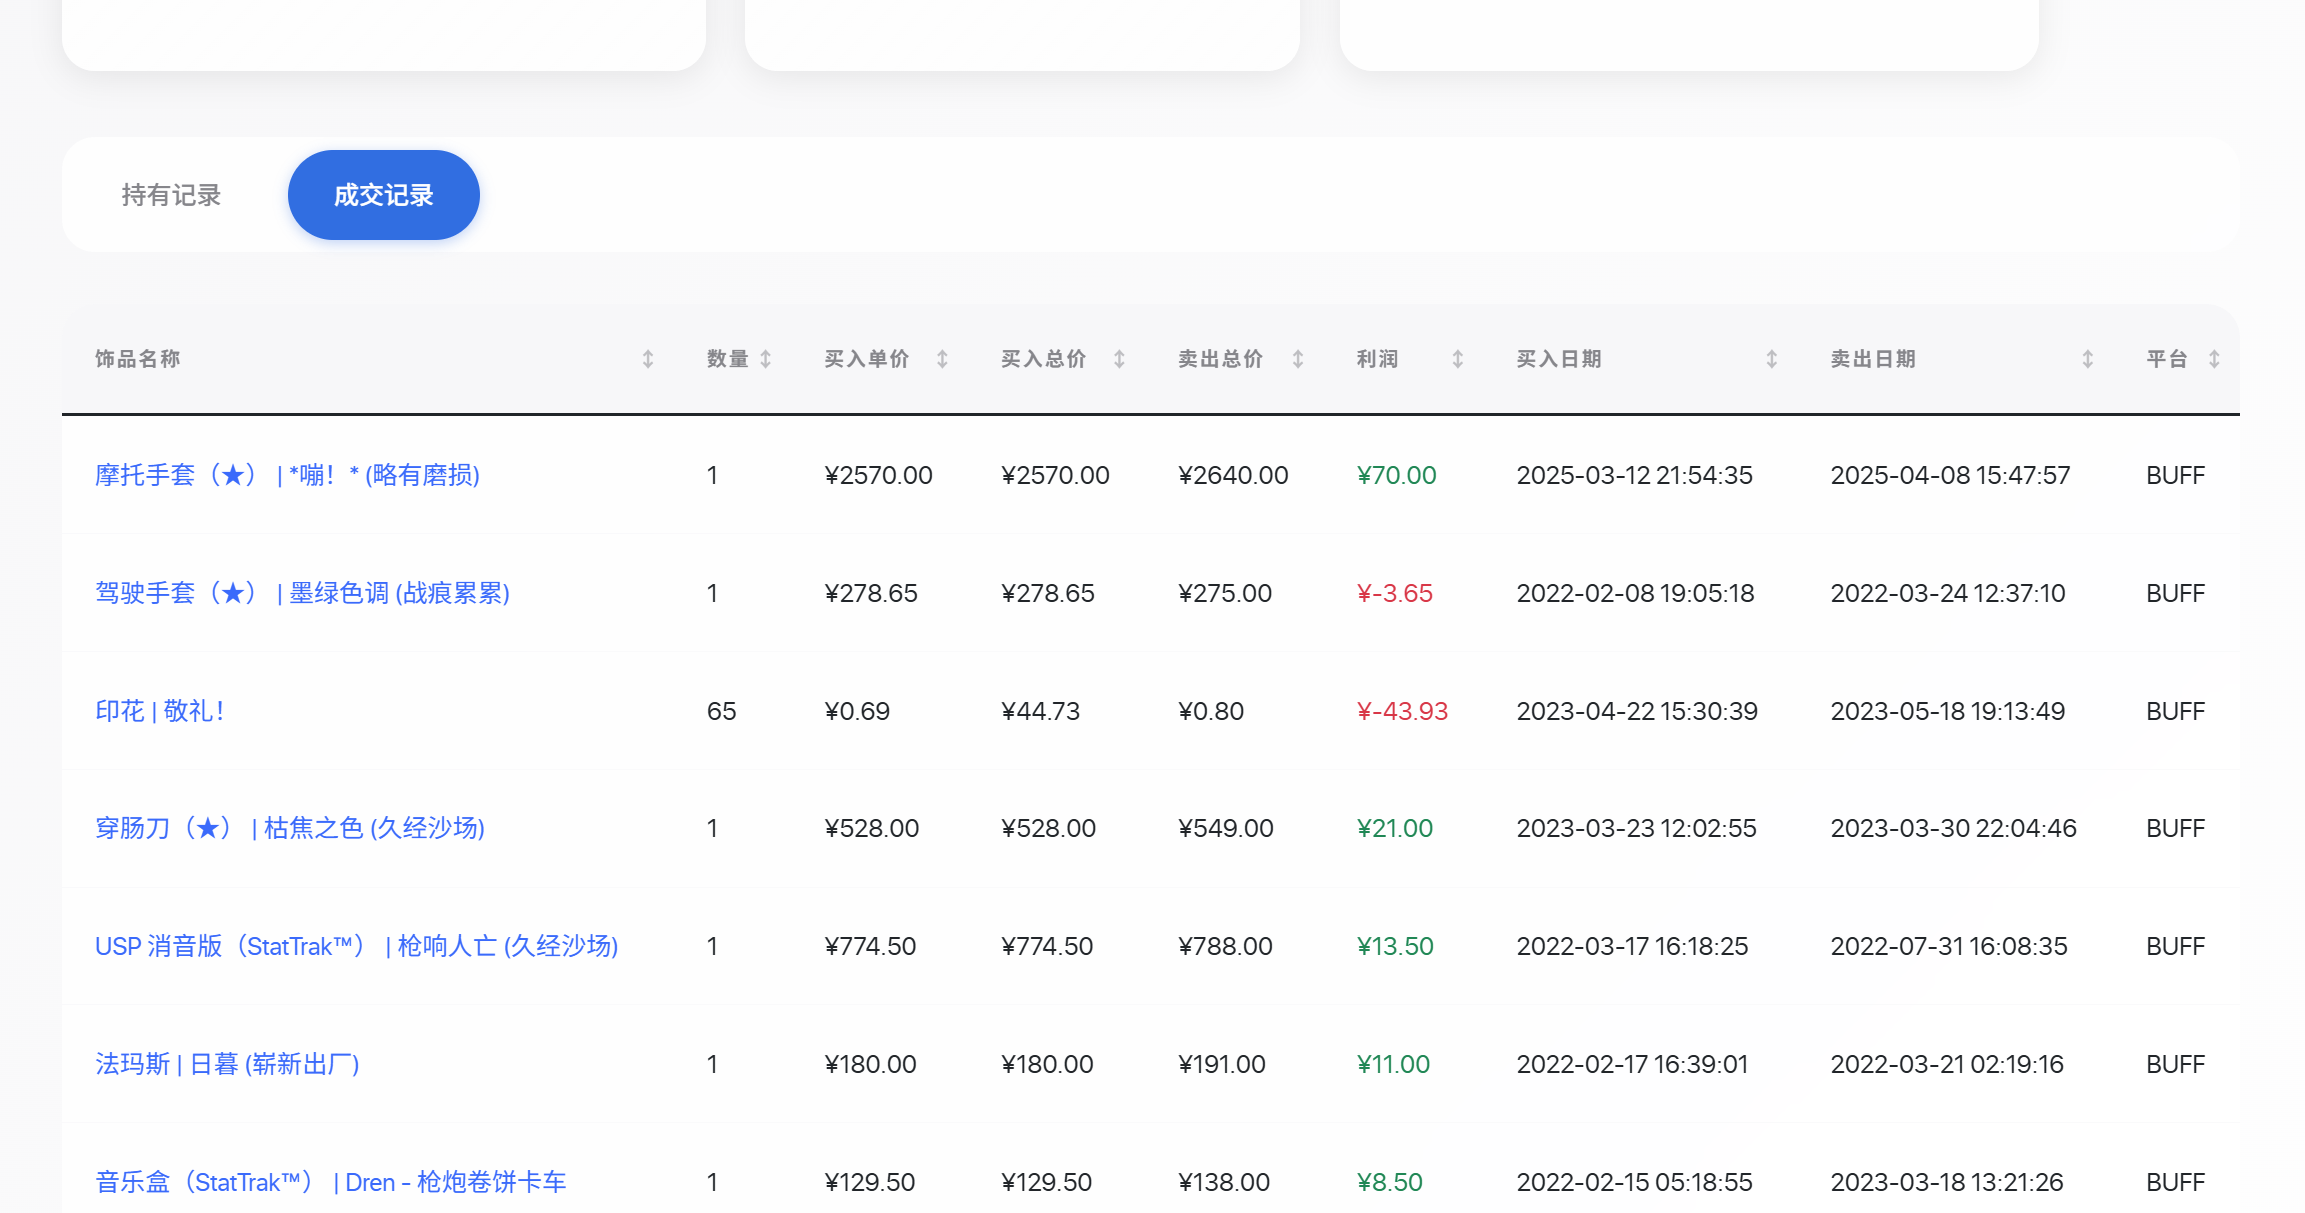 持有记录 成交记录
饰品名称 数量 买入单价 买入总价 卖出总价 利润 买入日期 卖出日期 平台
摩托手套（★） | *嘣！* (略有磨损) 1 ¥2570.00 ¥2570.00 ¥2640.00 ¥70.00 2025-03-12 21:54:35 2025-04-08 15:47:57 BUFF
驾驶手套（★） | 墨绿色调 (战痕累累) 1 ¥278.65 ¥278.65 ¥275.00 ¥-3.65 2022-02-08 19:05:18 2022-03-24 12:37:10 BUFF
印花 | 敬礼！ 65 ¥0.69 ¥44.73 ¥0.80 ¥-43.93 2023-04-22 15:30:39 2023-05-18 19:13:49 BUFF
穿肠刀（★） | 枯焦之色 (久经沙场) 1 ¥528.00 ¥528.00 ¥549.00 ¥21.00 2023-03-23 12:02:55 2023-03-30 22:04:46 BUFF
USP 消音版（StatTrak™） | 枪响人亡 (久经沙场) 1 ¥774.50 ¥774.50 ¥788.00 ¥13.50 2022-03-17 16:18:25 2022-07-31 16:08:35 BUFF
法玛斯 | 日暮 (崭新出厂) 1 ¥180.00 ¥180.00 ¥191.00 ¥11.00 2022-02-17 16:39:01 2022-03-21 02:19:16 BUFF
音乐盒（StatTrak™） | Dren - 枪炮卷饼卡车 1 ¥129.50 ¥129.50 ¥138.00 ¥8.50 2022-02-15 05:18:55 2023-03-18 13:21:26 BUFF